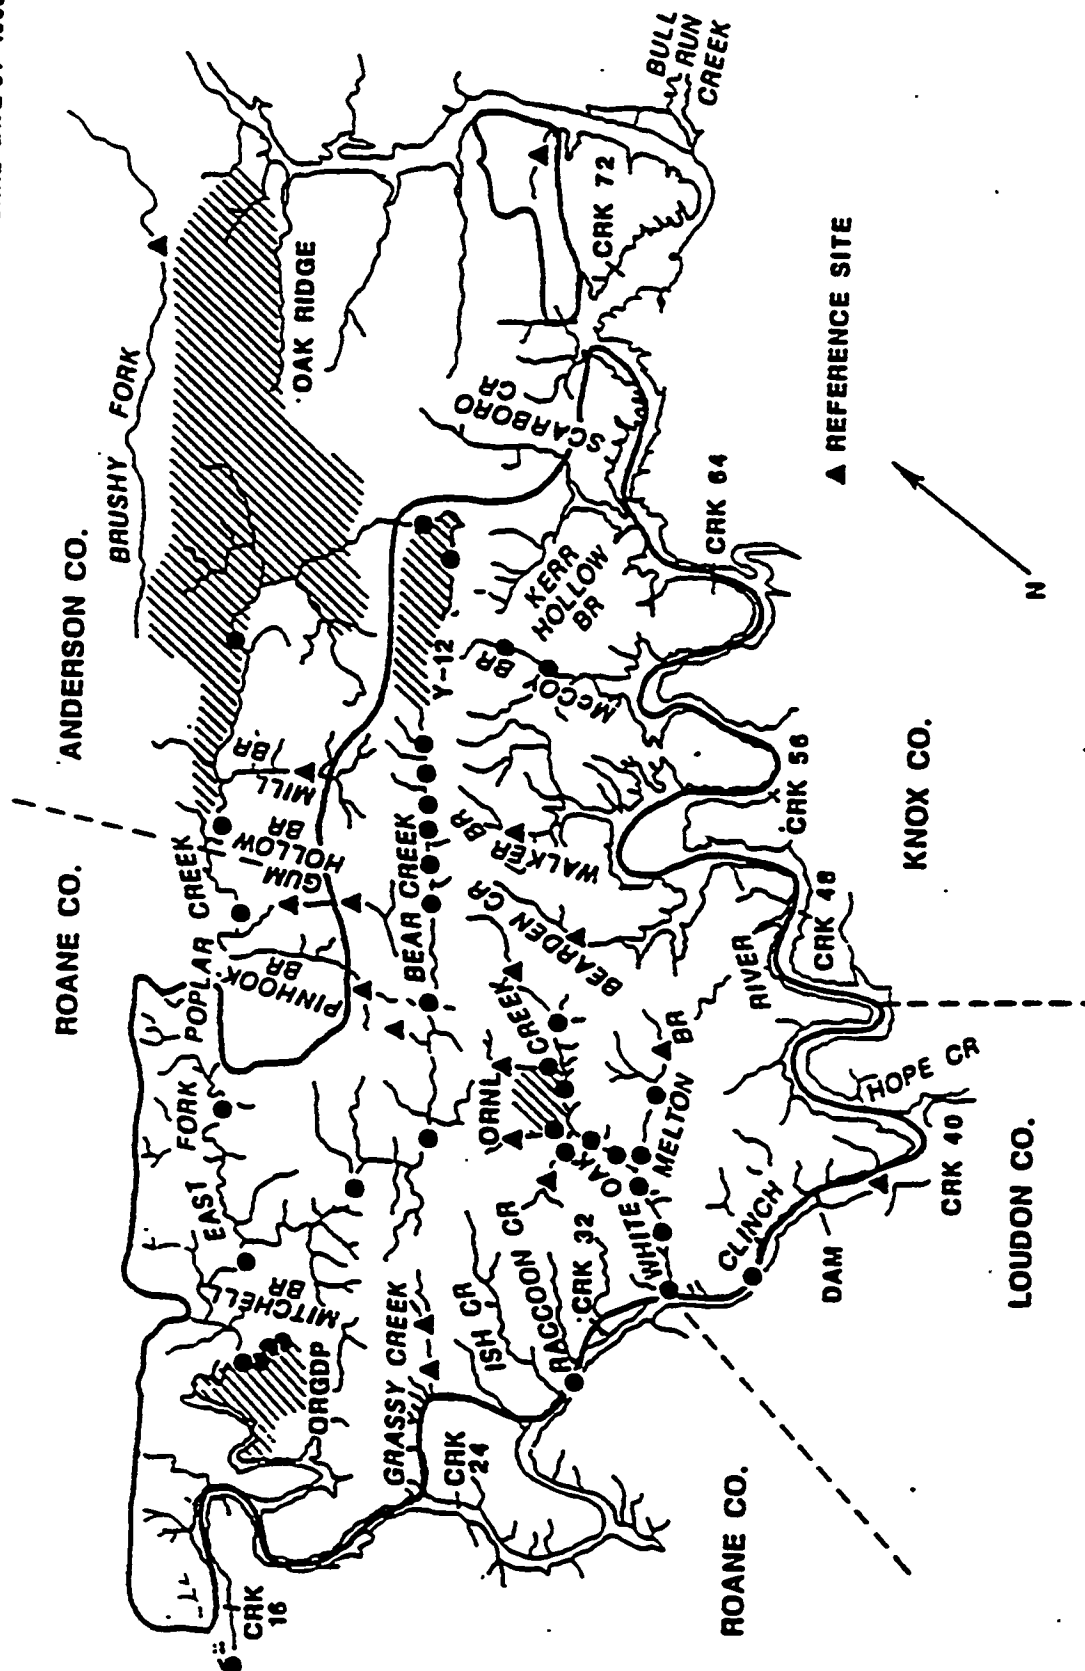 ANDERSON CO.
ROANE CO.
BRUSHY FORK
OAK RIDGE
BULL
RUN
CREEK
CRK 72
SCARBORO
CR
▲ REFERENCE SITE
CRK 64
N
KERR
HOLLOW
BR
Y-12
McCOY BR
MILL
BR
GUM
HOLLOW
BR
POPLAR CREEK
EAST FORK
PINHOOK
BR
BEAR CREEK
WALKER BR
BEARDEN CR
CRK 56
KNOX CO.
CRK 48
CLINCH RIVER
HOPE CR
CRK 40
LOUDON CO.
DAM
MELTON BR
WHITE OAK CREEK
ORNL
CRK 32
RACCOON CR
ISH CR
GRASSY CREEK
CRK
24
MITCHELL
BR
ORGDP
CRK
16
ROANE CO.